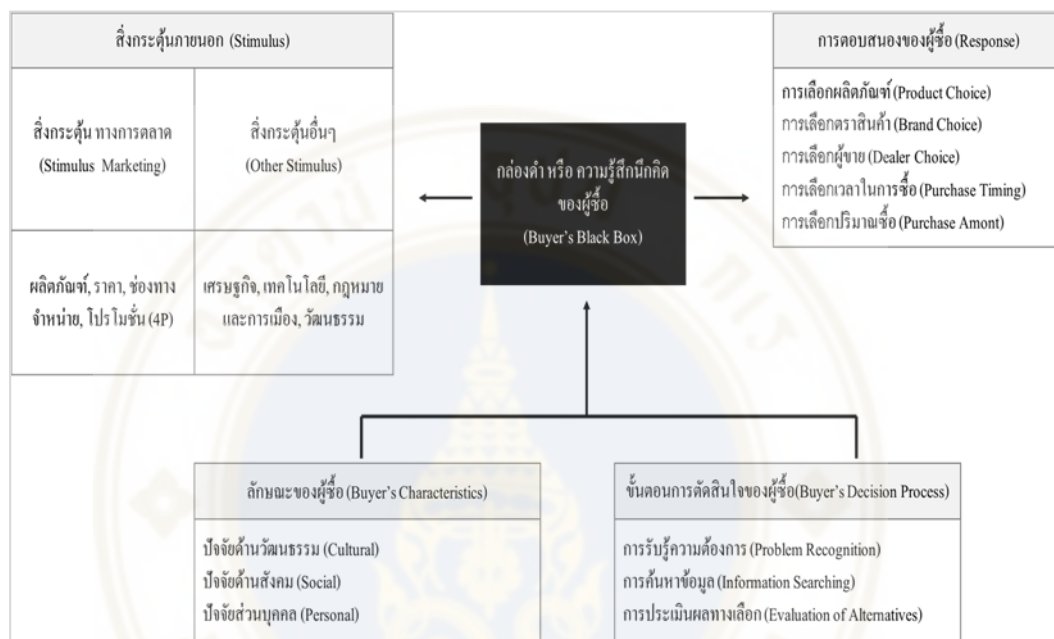 สิ่งกระตุ้นภายนอก (Stimulus)
สิ่งกระตุ้น ทางการตลาด
(Stimulus Marketing)
สิ่งกระตุ้นอื่นๆ
(Other Stimulus)
ผลิตภัณฑ์, ราคา, ช่องทาง
จำหน่าย, โปรโมชั่น (4P)
เศรษฐกิจ, เทคโนโลยี, กฎหมาย
และการเมือง, วัฒนธรรม
กล่องดำ หรือ ความรู้สึกนึกคิด
ของผู้ซื้อ
(Buyer's Black Box)
การตอบสนองของผู้ซื้อ (Response)
การเลือกผลิตภัณฑ์ (Product Choice)
การเลือกตราสินค้า (Brand Choice)
การเลือกผู้ขาย (Dealer Choice)
การเลือกเวลาในการซื้อ (Purchase Timing)
การเลือกปริมาณซื้อ (Purchase Amont)
ลักษณะของผู้ซื้อ (Buyer's Characteristics)
ปัจจัยด้านวัฒนธรรม (Cultural)
ปัจจัยด้านสังคม (Social)
ปัจจัยส่วนบุคคล (Personal)
ขั้นตอนการตัดสินใจของผู้ซื้อ(Buyer's Decision Process)
การรับรู้ความต้องการ (Problem Recognition)
การค้นหาข้อมูล (Information Searching)
การประเมินผลทางเลือก (Evaluation of Alternatives)